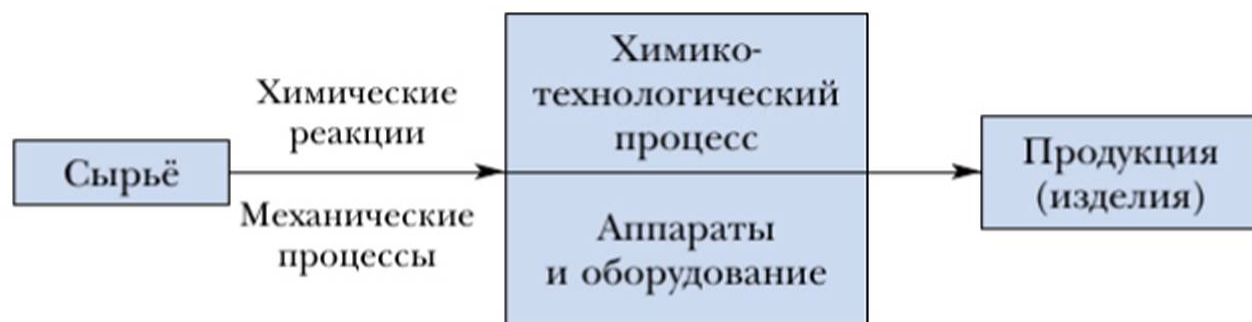 Сырьё
Химические
реакции
Механические
процессы
Химико-
технологический
процесс
Аппараты
и оборудование
Продукция
(изделия)